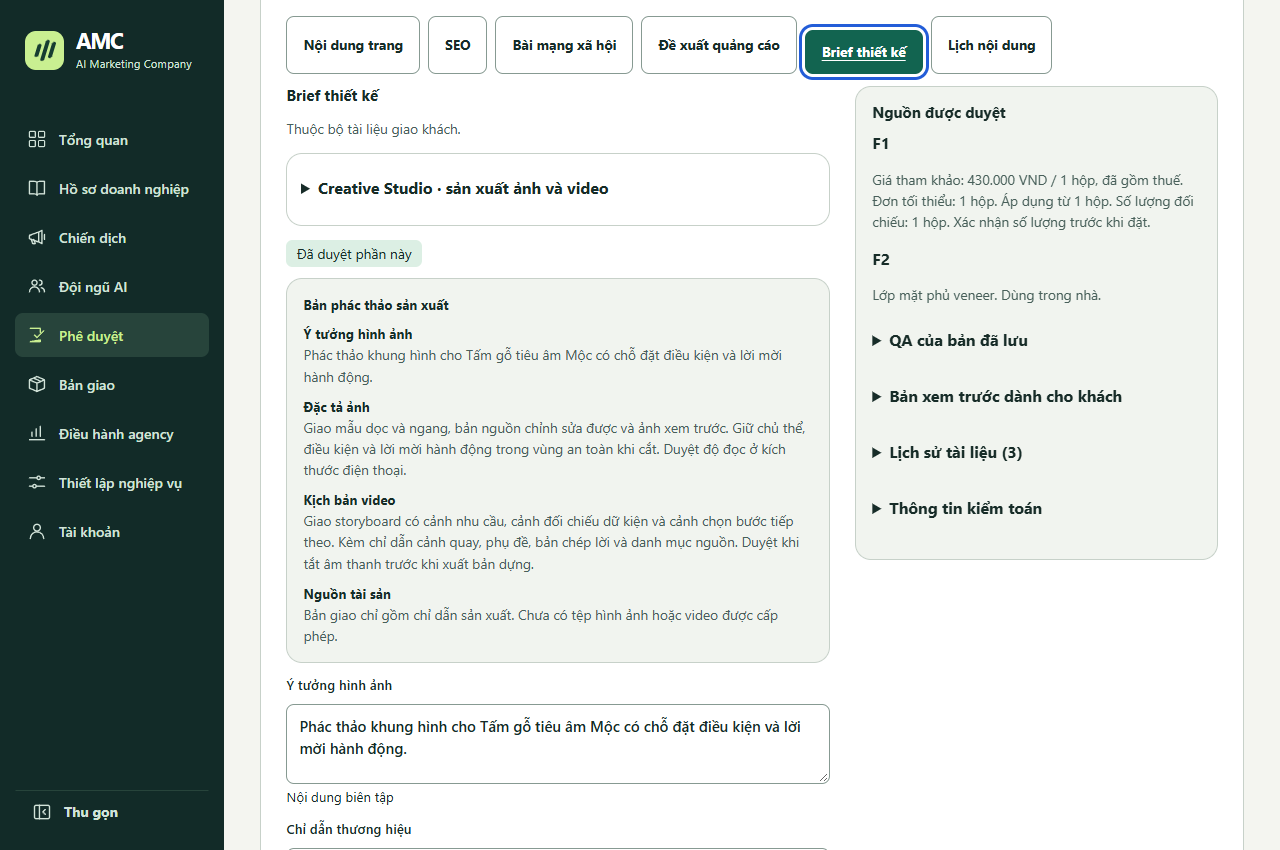 AMC
AI Marketing Company
Tổng quan
Hồ sơ doanh nghiệp
Chiến dịch
Đội ngũ AI
Phê duyệt
Bản giao
Điều hành agency
Thiết lập nghiệp vụ
Tài khoản
Thu gọn
Nội dung trang
SEO
Bài mạng xã hội
Đề xuất quảng cáo
Brief thiết kế
Lịch nội dung
Brief thiết kế
Thuộc bộ tài liệu giao khách.
Creative Studio · sản xuất ảnh và video
Đã duyệt phần này
Bản phác thảo sản xuất
Ý tưởng hình ảnh
Phác thảo khung hình cho Tấm gỗ tiêu âm Mộc có chỗ đặt điều kiện và lời mời
hành động.
Đặc tả ảnh
Giao mẫu dọc và ngang, bản nguồn chỉnh sửa được và ảnh xem trước. Giữ chủ thể,
điều kiện và lời mời hành động trong vùng an toàn khi cắt. Duyệt độ đọc ở kích
thước điện thoại.
Kịch bản video
Giao storyboard có cảnh nhu cầu, cảnh đối chiếu dữ kiện và cảnh chọn bước tiếp
theo. Kèm chỉ dẫn cảnh quay, phụ đề, bản chép lời và danh mục nguồn. Duyệt khi
tắt âm thanh trước khi xuất bản dựng.
Nguồn tài sản
Bản giao chỉ gồm chỉ dẫn sản xuất. Chưa có tệp hình ảnh hoặc video được cấp
phép.
Ý tưởng hình ảnh
Phác thảo khung hình cho Tấm gỗ tiêu âm Mộc có chỗ đặt điều kiện và lời
mời hành động.
Nội dung biên tập
Chỉ dẫn thương hiệu
Nguồn được duyệt
F1
Giá tham khảo: 430.000 VND / 1 hộp, đã gồm thuế.
Đơn tối thiểu: 1 hộp. Áp dụng từ 1 hộp. Số lượng đối
chiếu: 1 hộp. Xác nhận số lượng trước khi đặt.
F2
Lớp mặt phủ veneer. Dùng trong nhà.
QA của bản đã lưu
Bản xem trước dành cho khách
Lịch sử tài liệu (3)
Thông tin kiểm toán